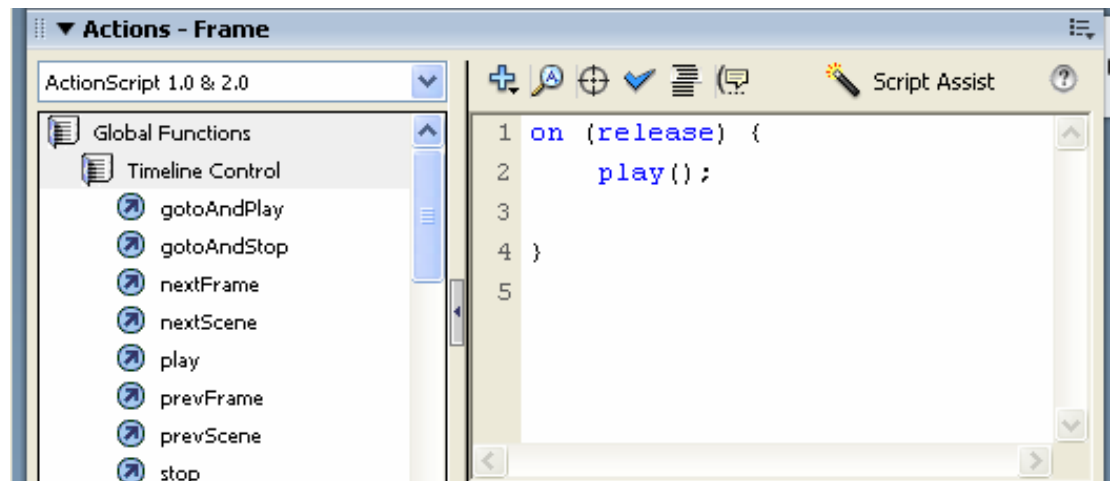 Actions - Frame
ActionScript 1.0 & 2.0
Script Assist
?
Global Functions
Timeline Control
gotoAndPlay
gotoAndStop
nextFrame
nextScene
play
prevFrame
prevScene
stop
1 on (release) {
2 play();
3
4 }
5